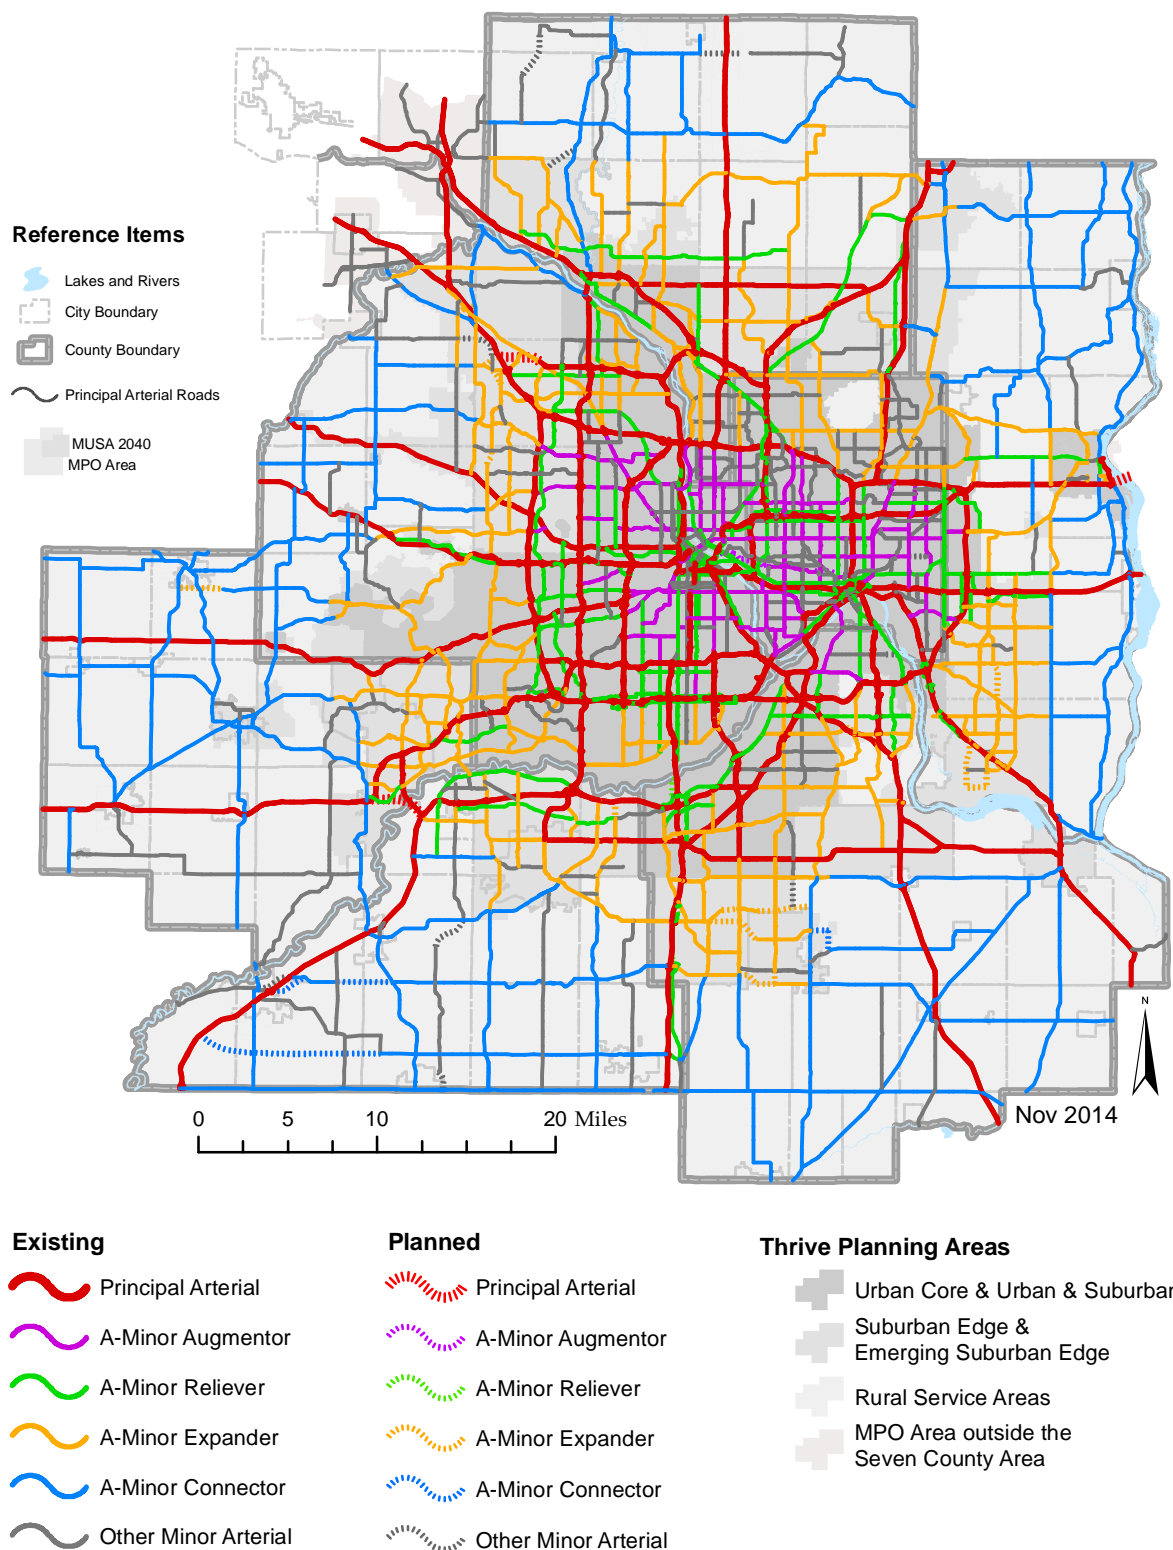 Reference Items
Lakes and Rivers
City Boundary
County Boundary
Principal Arterial Roads
MUSA 2040
MPO Area
N
Nov 2014
0 5 10 20 Miles
Existing
Principal Arterial
A-Minor Augmentor
A-Minor Reliever
A-Minor Expander
A-Minor Connector
Other Minor Arterial
Planned
Principal Arterial
A-Minor Augmentor
A-Minor Reliever
A-Minor Expander
A-Minor Connector
Other Minor Arterial
Thrive Planning Areas
Urban Core & Urban & Suburban
Suburban Edge &
Emerging Suburban Edge
Rural Service Areas
MPO Area outside the
Seven County Area